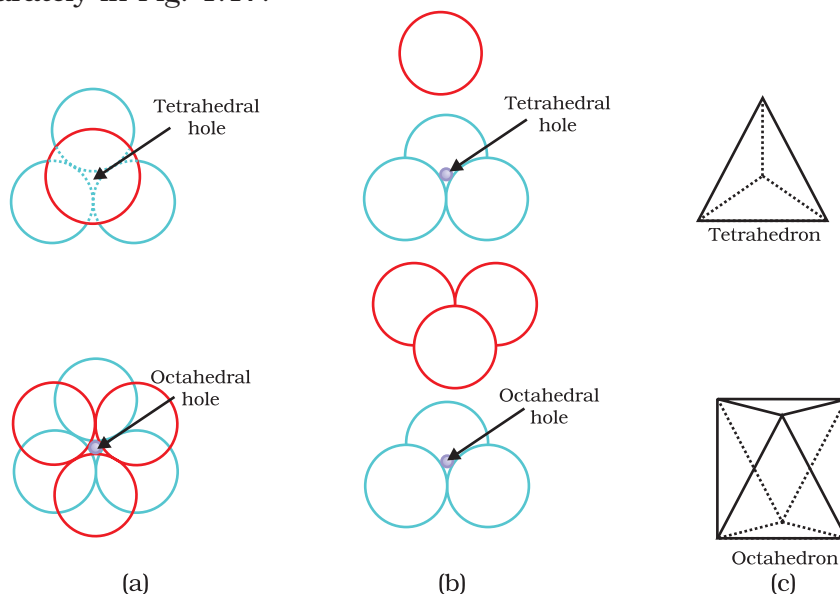 Tetrahedral
hole
Tetrahedral
hole
Tetrahedron
Octahedral
hole
Octahedral
hole
Octahedron
(a)
(b)
(c)